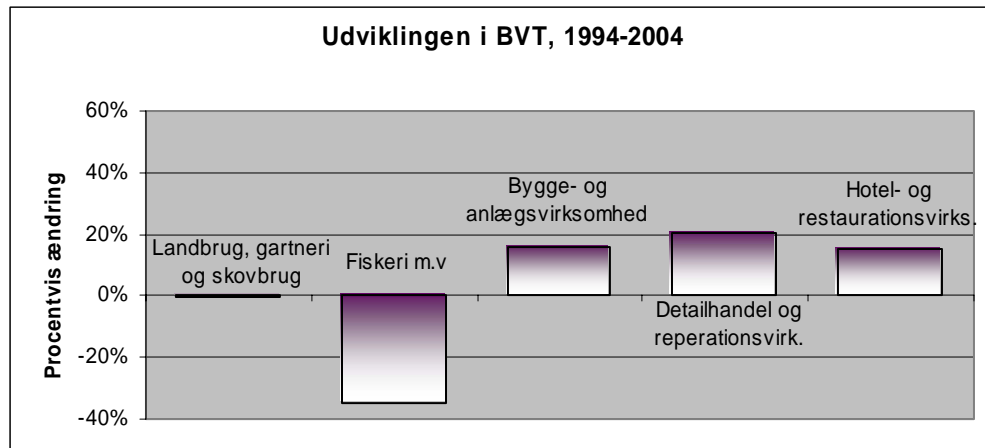 Udviklingen i BVT, 1994-2004
Procentvis ændring
60%
40%
20%
0%
-20%
-40%
Landbrug, gartneri
og skovbrug
Fiskeri m.v
Bygge- og
anlægsvirksomhed
Detailhandel og
reperationsvirk.
Hotel- og
restaurationsvirks.